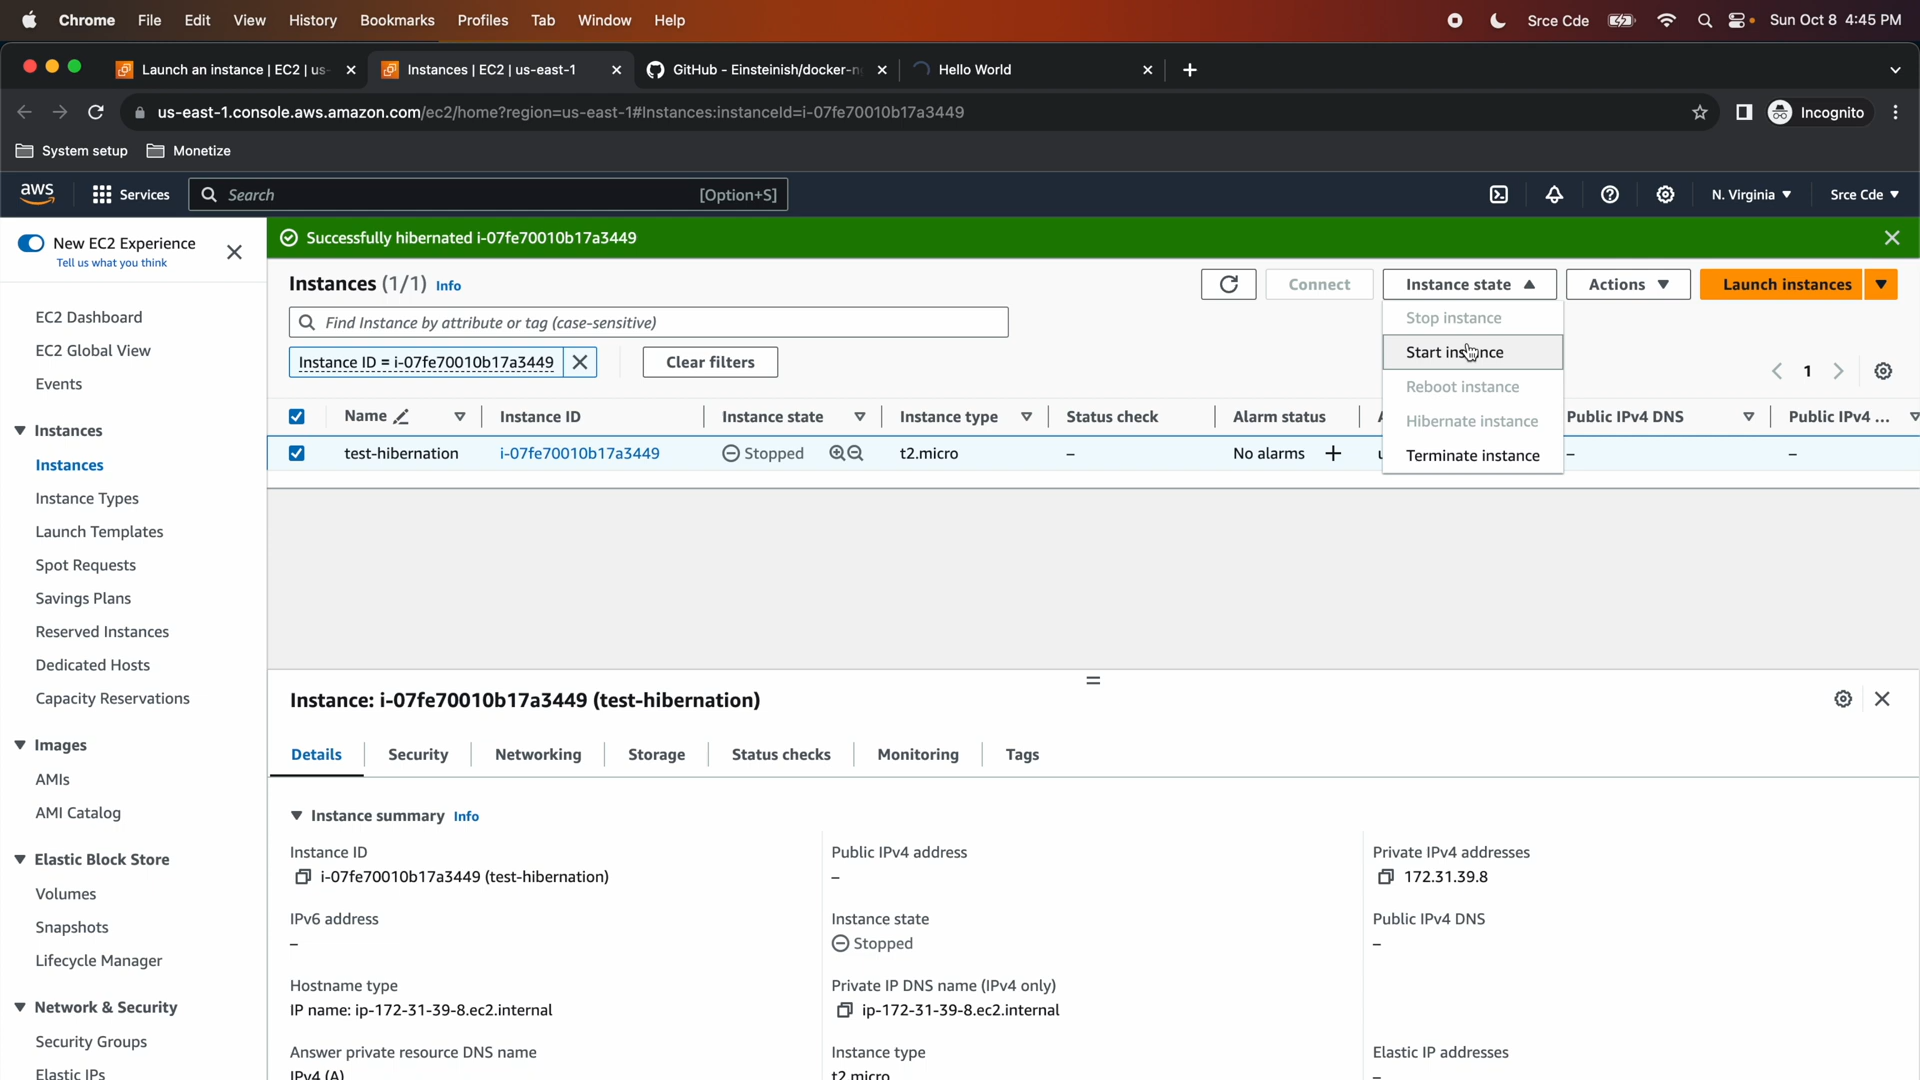 Chrome File Edit View History Bookmarks Profiles Tab Window Help Srce Cde Sun Oct 8 4:45 PM
Launch an instance | EC2 | us- Instances | EC2 | us-east-1 GitHub - Einsteinish/docker-n Hello World
us-east-1.console.aws.amazon.com/ec2/home?region=us-east-1#Instances:instanceId=i-07fe70010b17a3449 Incognito
System setup Monetize
aws Services Search [Option+S] N. Virginia Srce Cde
New EC2 Experience
Tell us what you think
EC2 Dashboard
EC2 Global View
Events
Instances
Instances
Instance Types
Launch Templates
Spot Requests
Savings Plans
Reserved Instances
Dedicated Hosts
Capacity Reservations
Images
AMIs
AMI Catalog
Elastic Block Store
Volumes
Snapshots
Lifecycle Manager
Network & Security
Security Groups
Elastic IPs
Successfully hibernated i-07fe70010b17a3449
Instances (1/1) Info Connect Instance state Actions Launch instances
Find Instance by attribute or tag (case-sensitive)
Instance ID = i-07fe70010b17a3449 Clear filters
Stop instance
Start instance
Reboot instance
Hibernate instance
Terminate instance
1
Name Instance ID Instance state Instance type Status check Alarm status A Public IPv4 DNS Public IPv4 ...
test-hibernation i-07fe70010b17a3449 Stopped t2.micro – No alarms + – –
Instance: i-07fe70010b17a3449 (test-hibernation)
Details Security Networking Storage Status checks Monitoring Tags
Instance summary Info
Instance ID Public IPv4 address Private IPv4 addresses
i-07fe70010b17a3449 (test-hibernation) – 172.31.39.8
IPv6 address Instance state Public IPv4 DNS
– Stopped –
Hostname type Private IP DNS name (IPv4 only)
IP name: ip-172-31-39-8.ec2.internal ip-172-31-39-8.ec2.internal
Answer private resource DNS name Instance type Elastic IP addresses
IPv4 (A) t2.micro –